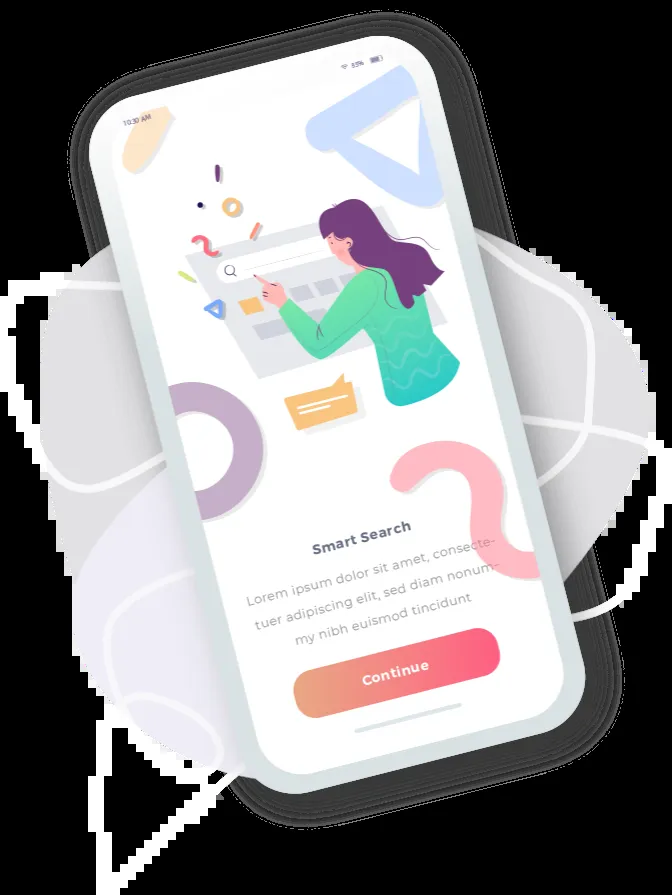 10:30 AM
83%
Smart Search
Lorem ipsum dolor sit amet, consecte-
tuer adipiscing elit, sed diam nonum-
my nibh euismod tincidunt
Continue